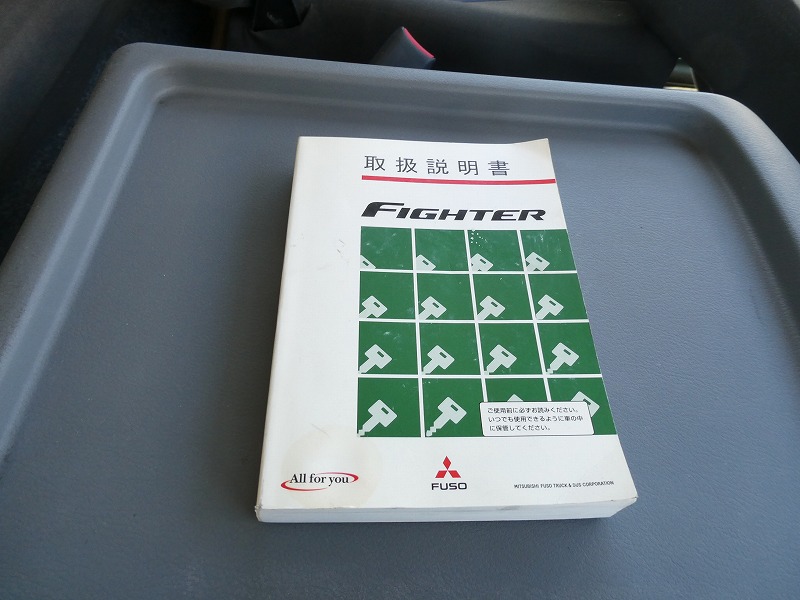 取扱説明書
FIGHTER
ご使用前に必ずお読みください。
いつでも使用できるように車の中
に保管してください。
All for you
FUSO
MITSUBISHI FUSO TRUCK & BUS CORPORATION